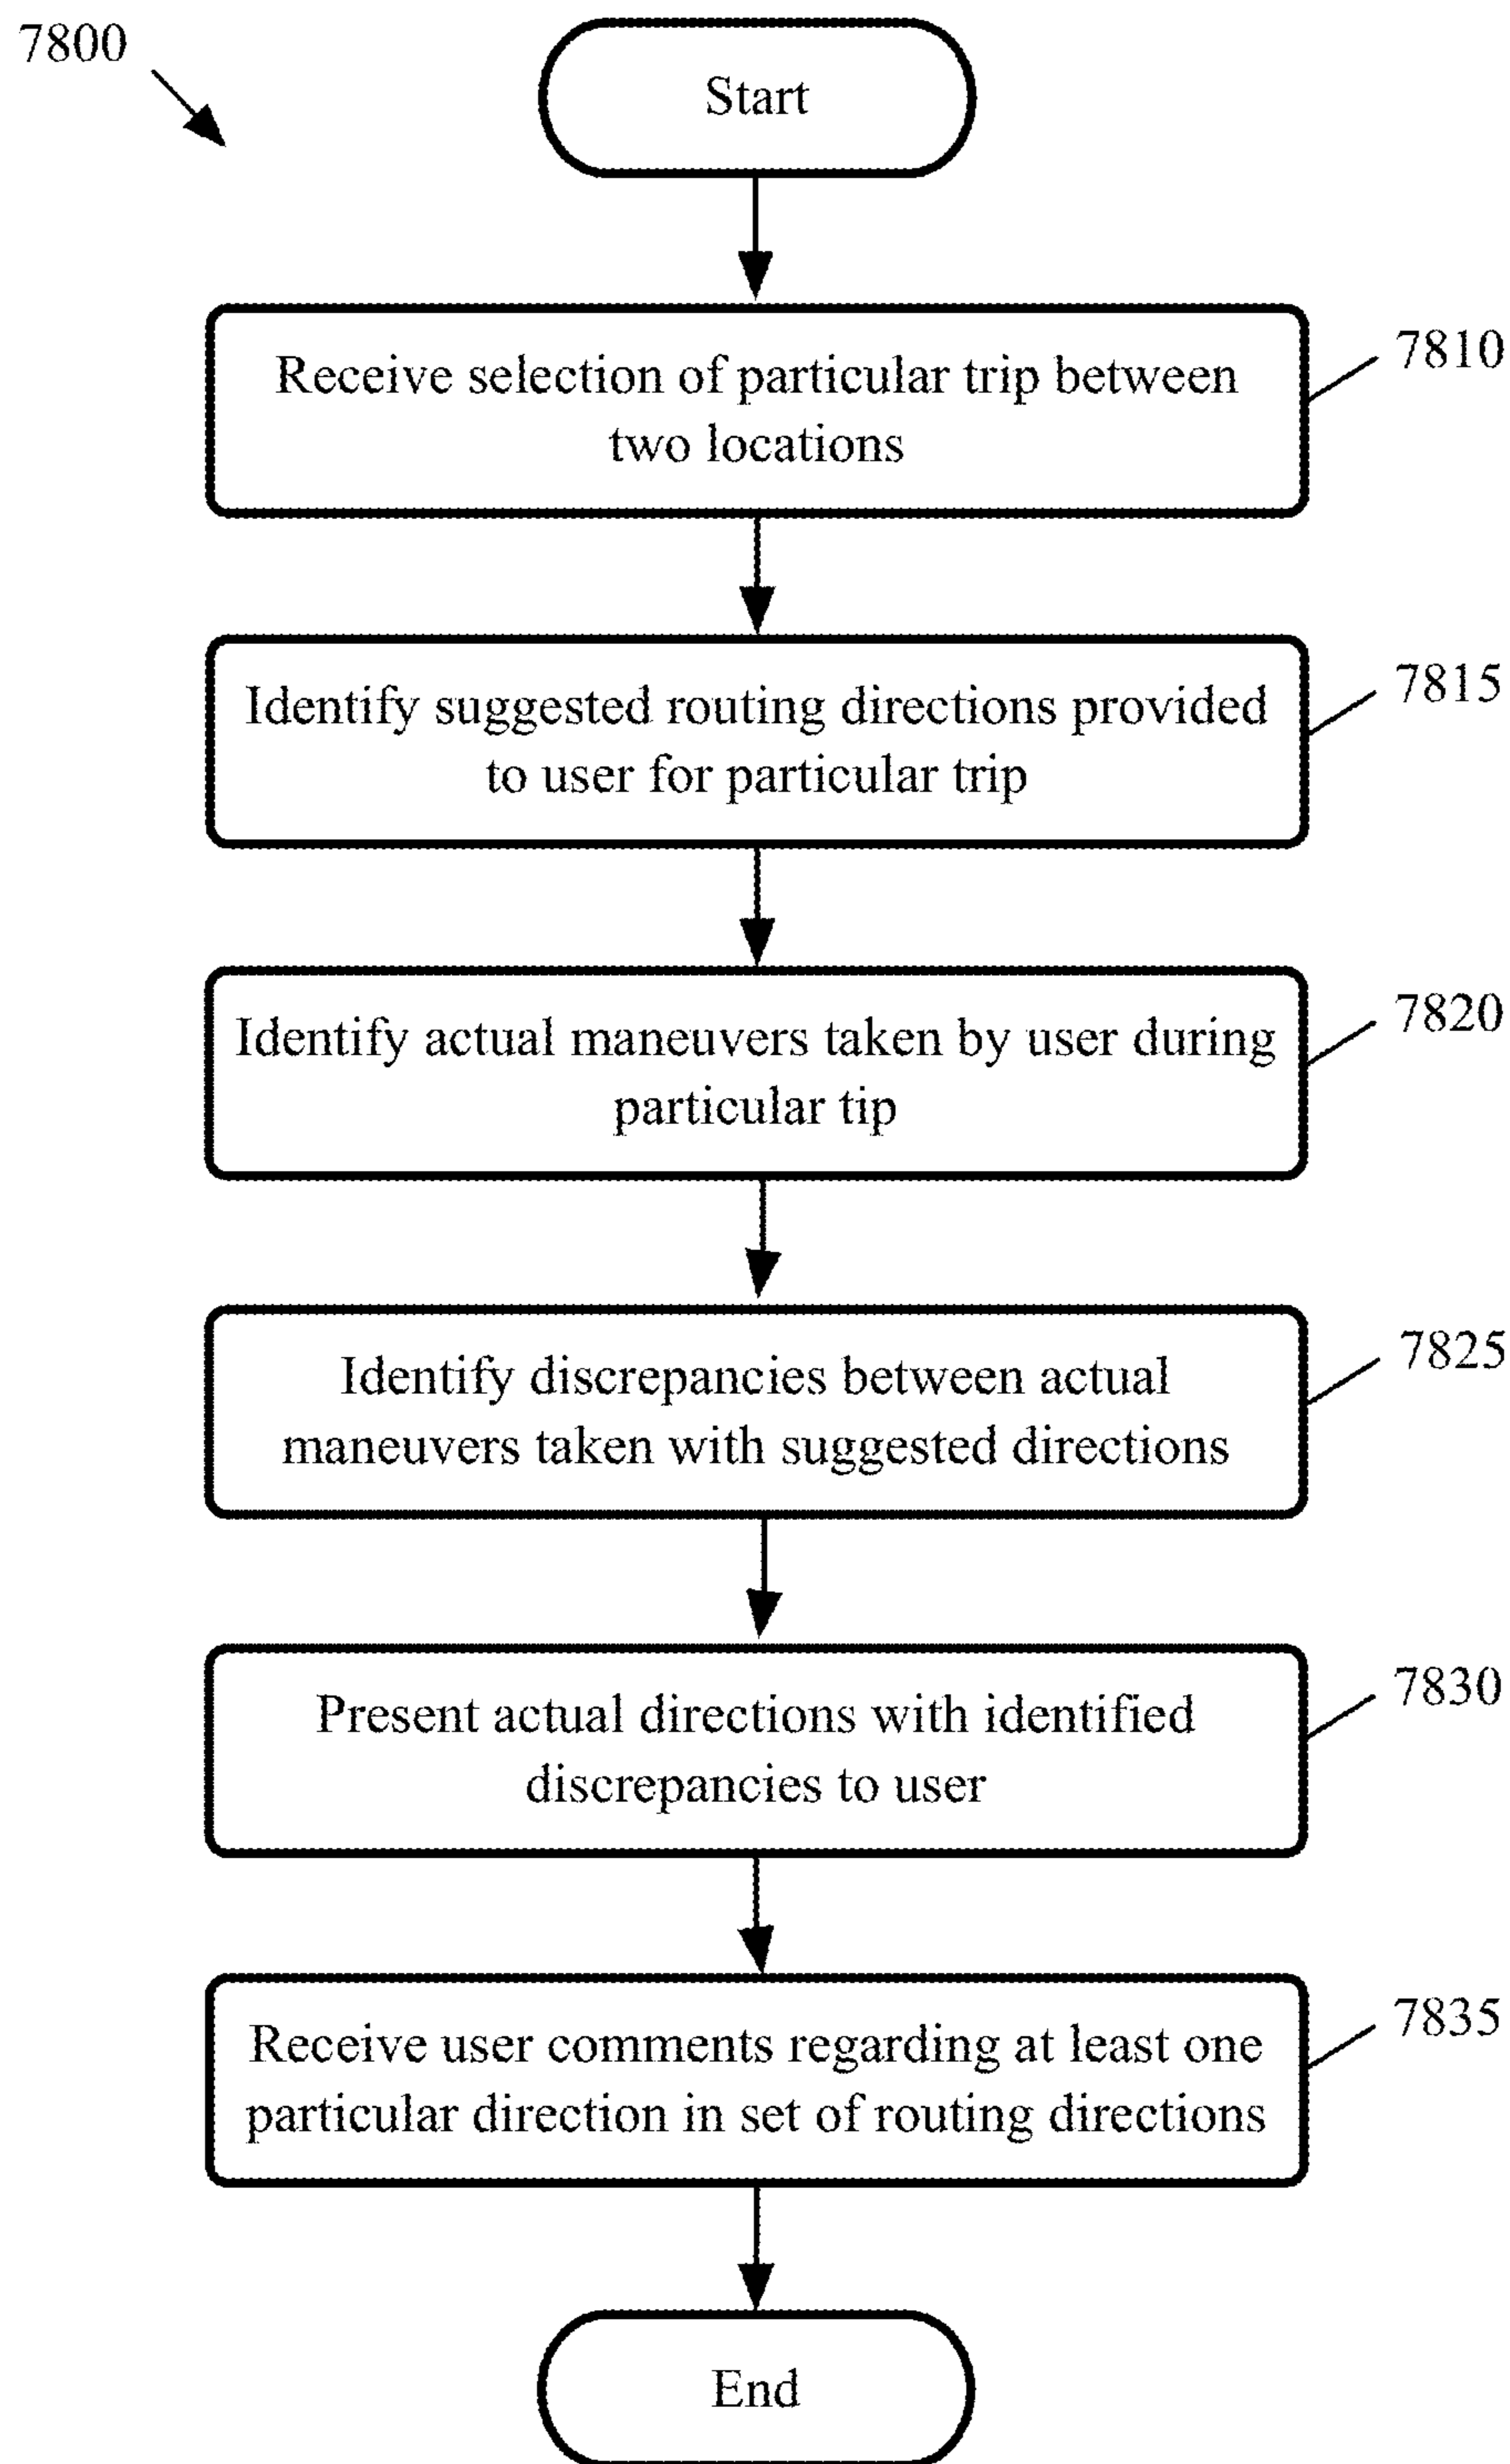 7800
Start
Receive selection of particular trip between
two locations
7810
Identify suggested routing directions provided
to user for particular trip
7815
Identify actual maneuvers taken by user during
particular tip
7820
Identify discrepancies between actual
maneuvers taken with suggested directions
7825
Present actual directions with identified
discrepancies to user
7830
Receive user comments regarding at least one
particular direction in set of routing directions
7835
End